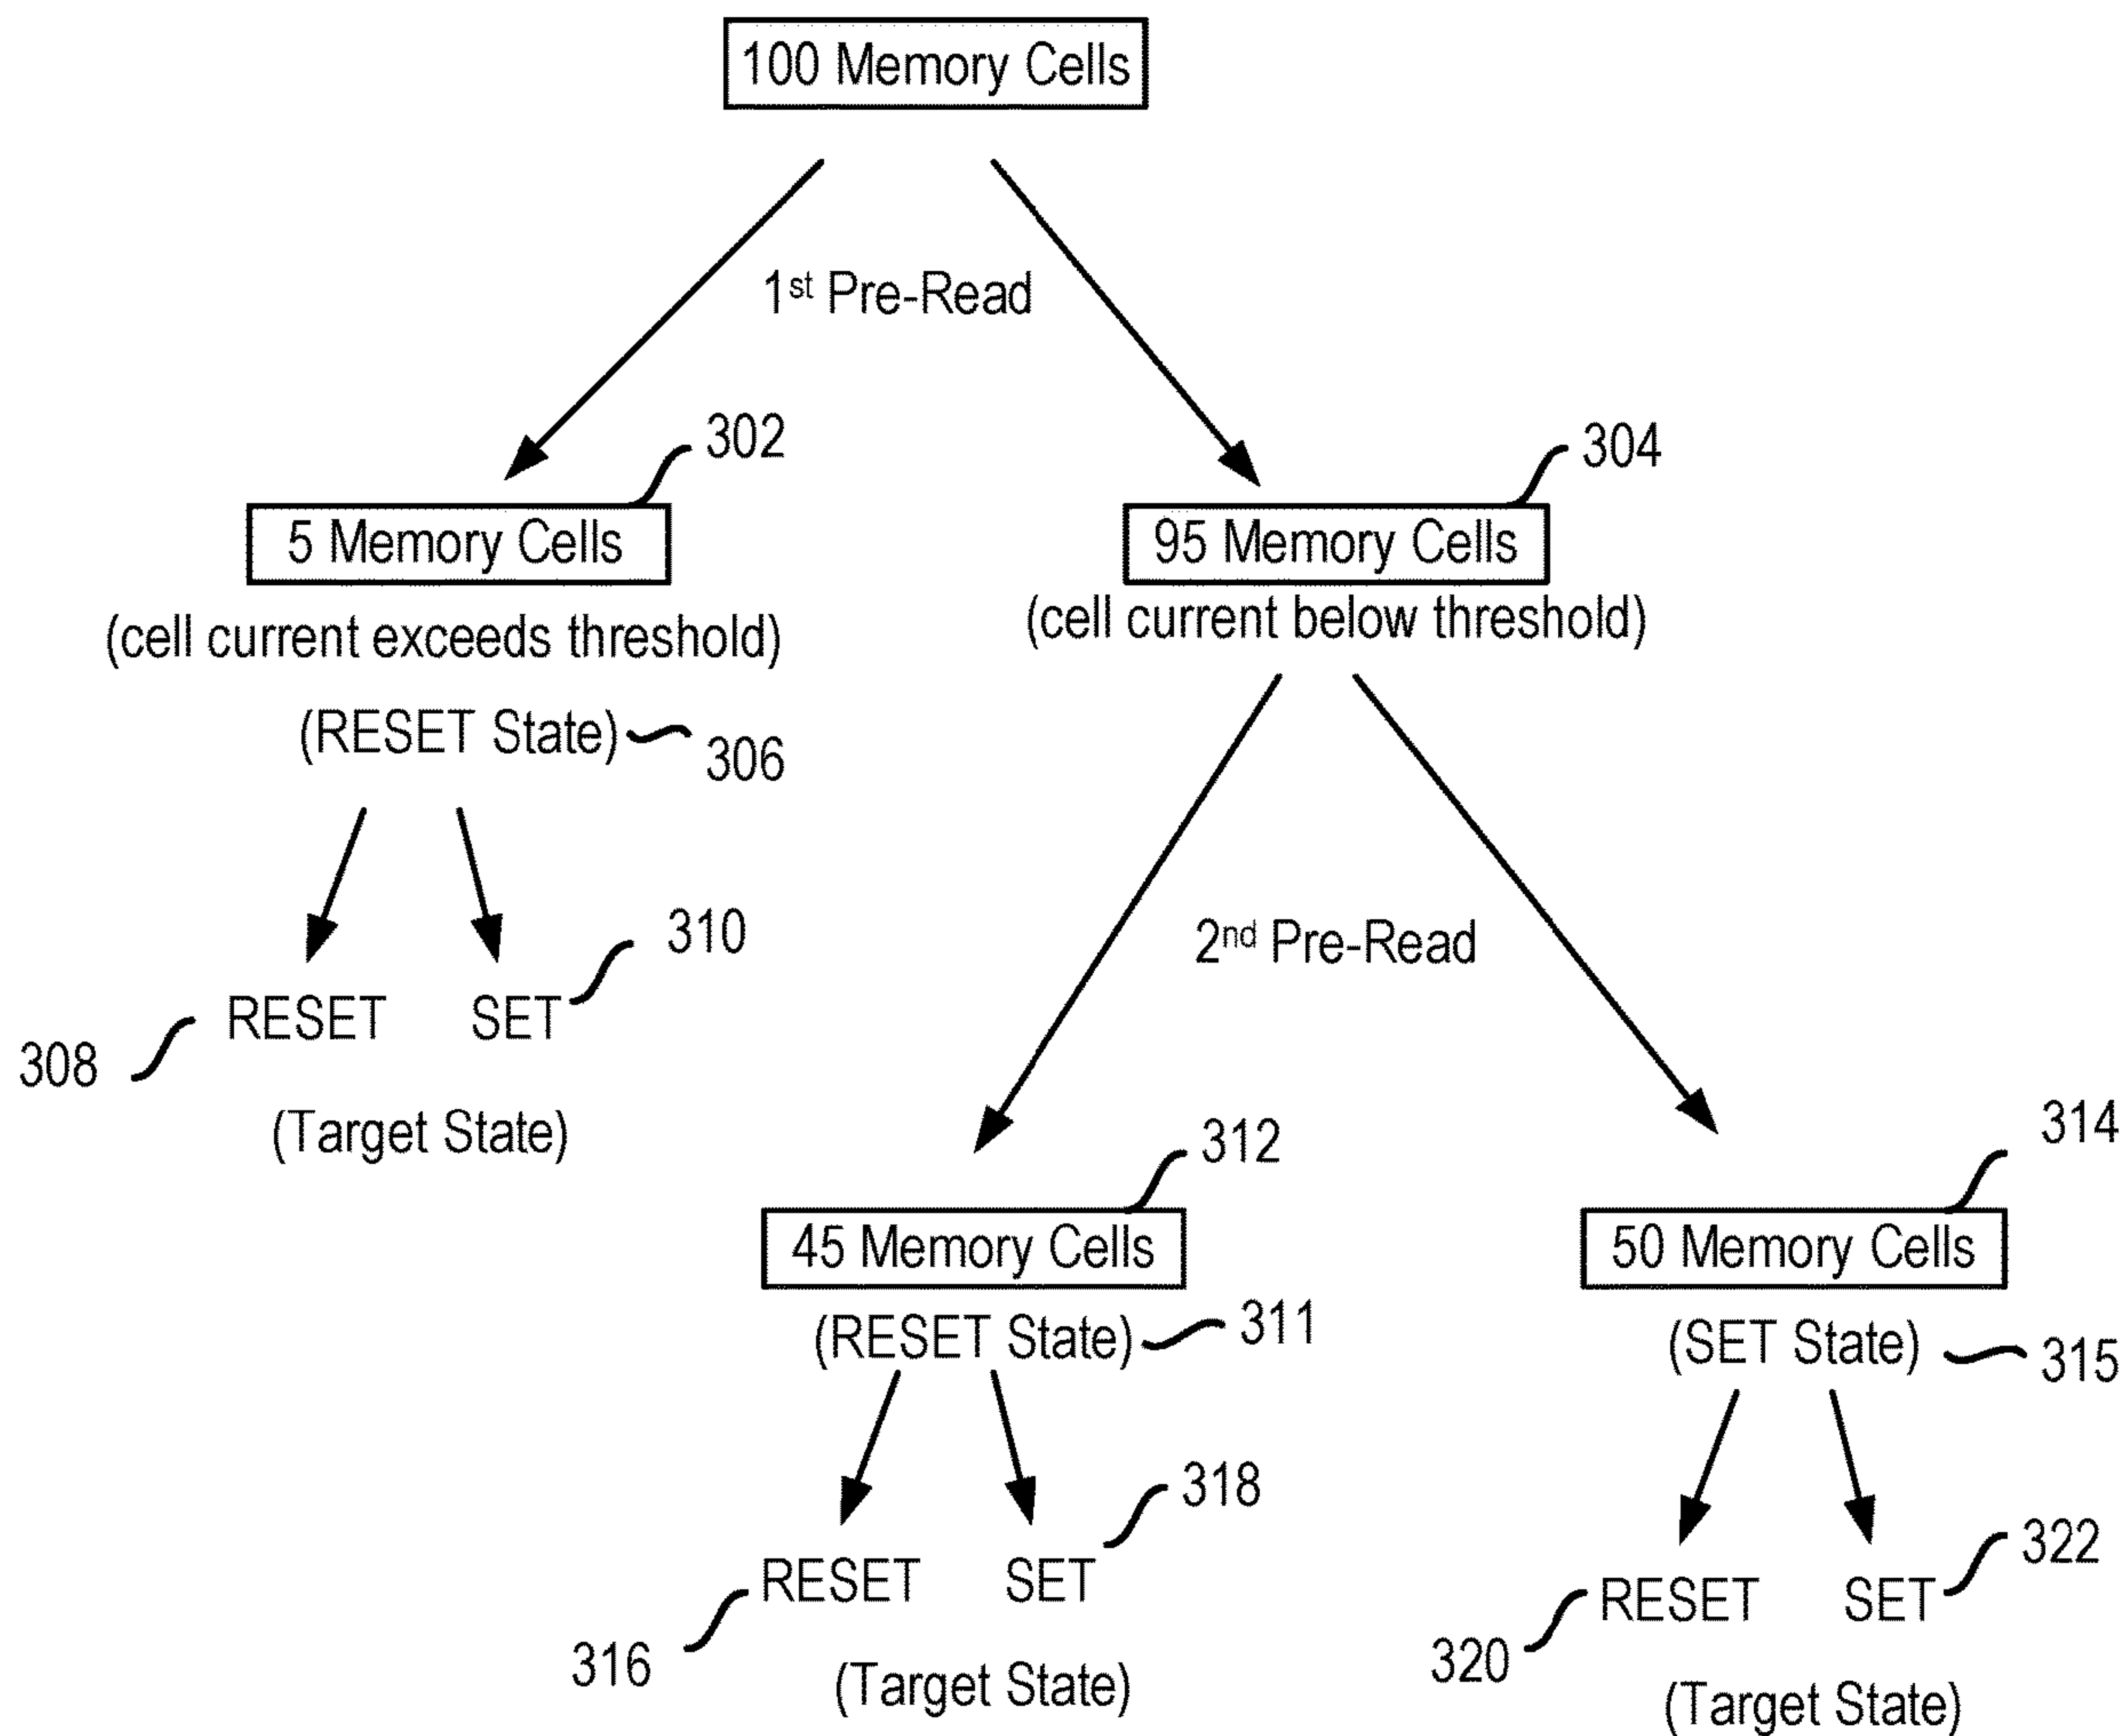 100 Memory Cells
1st Pre-Read
302
304
5 Memory Cells
95 Memory Cells
(cell current exceeds threshold)
(cell current below threshold)
(RESET State)
306
310
RESET SET
308
(Target State)
2nd Pre-Read
312
314
45 Memory Cells
50 Memory Cells
(RESET State)
311
(SET State)
315
318
RESET SET
316
(Target State)
322
RESET SET
320
(Target State)